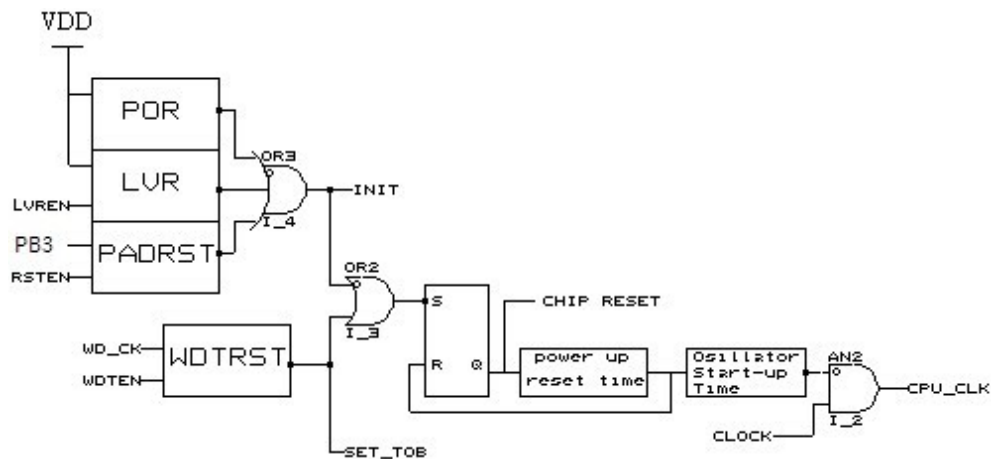 VDD
POR
OR3
LVR
INIT
LVREN
I_4
PB3
PADRST
RSTEN
OR2
S
CHIP RESET
I_3
WD_CK
WDTRST
WDTEN
R
Q
power up
reset time
Osillator
Start-up
Time
AN2
CPU_CLK
I_2
CLOCK
SET_TOB